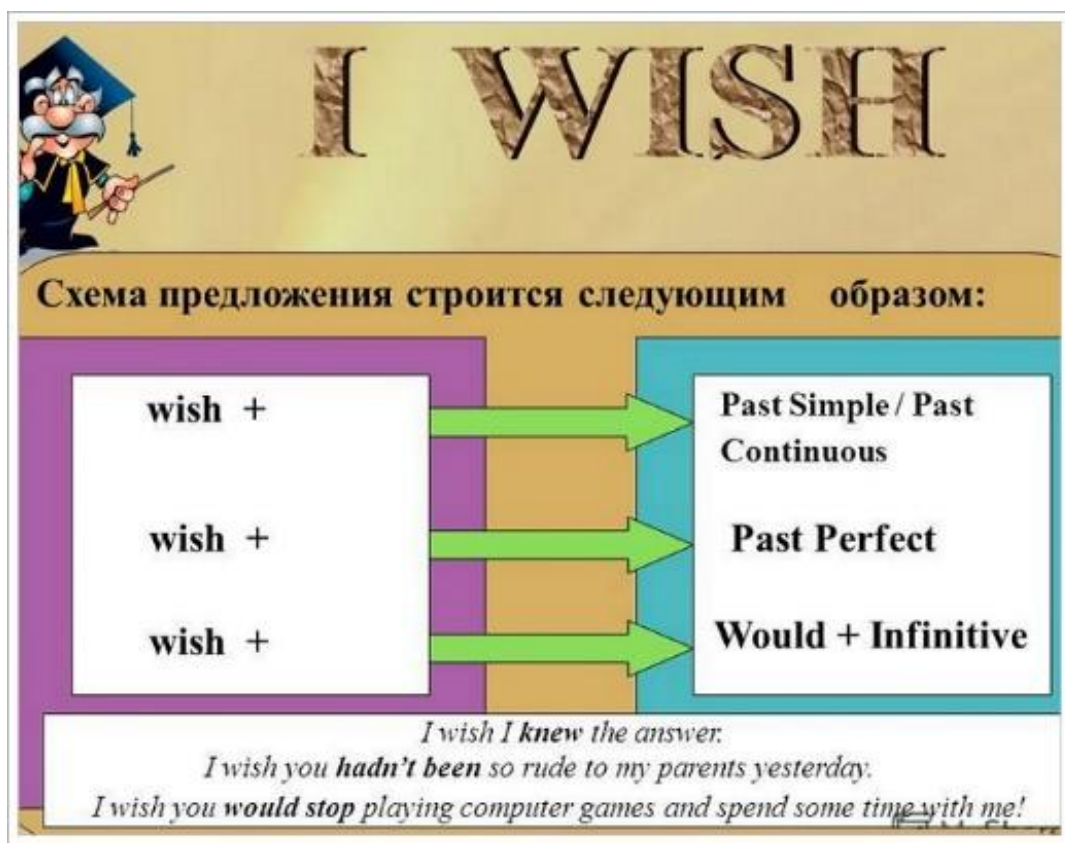 I WISH
Схема предложения строится следующим образом:
wish +
Past Simple / Past
Continuous
wish +
Past Perfect
wish +
Would + Infinitive
I wish I knew the answer.
I wish you hadn't been so rude to my parents yesterday.
I wish you would stop playing computer games and spend some time with me!